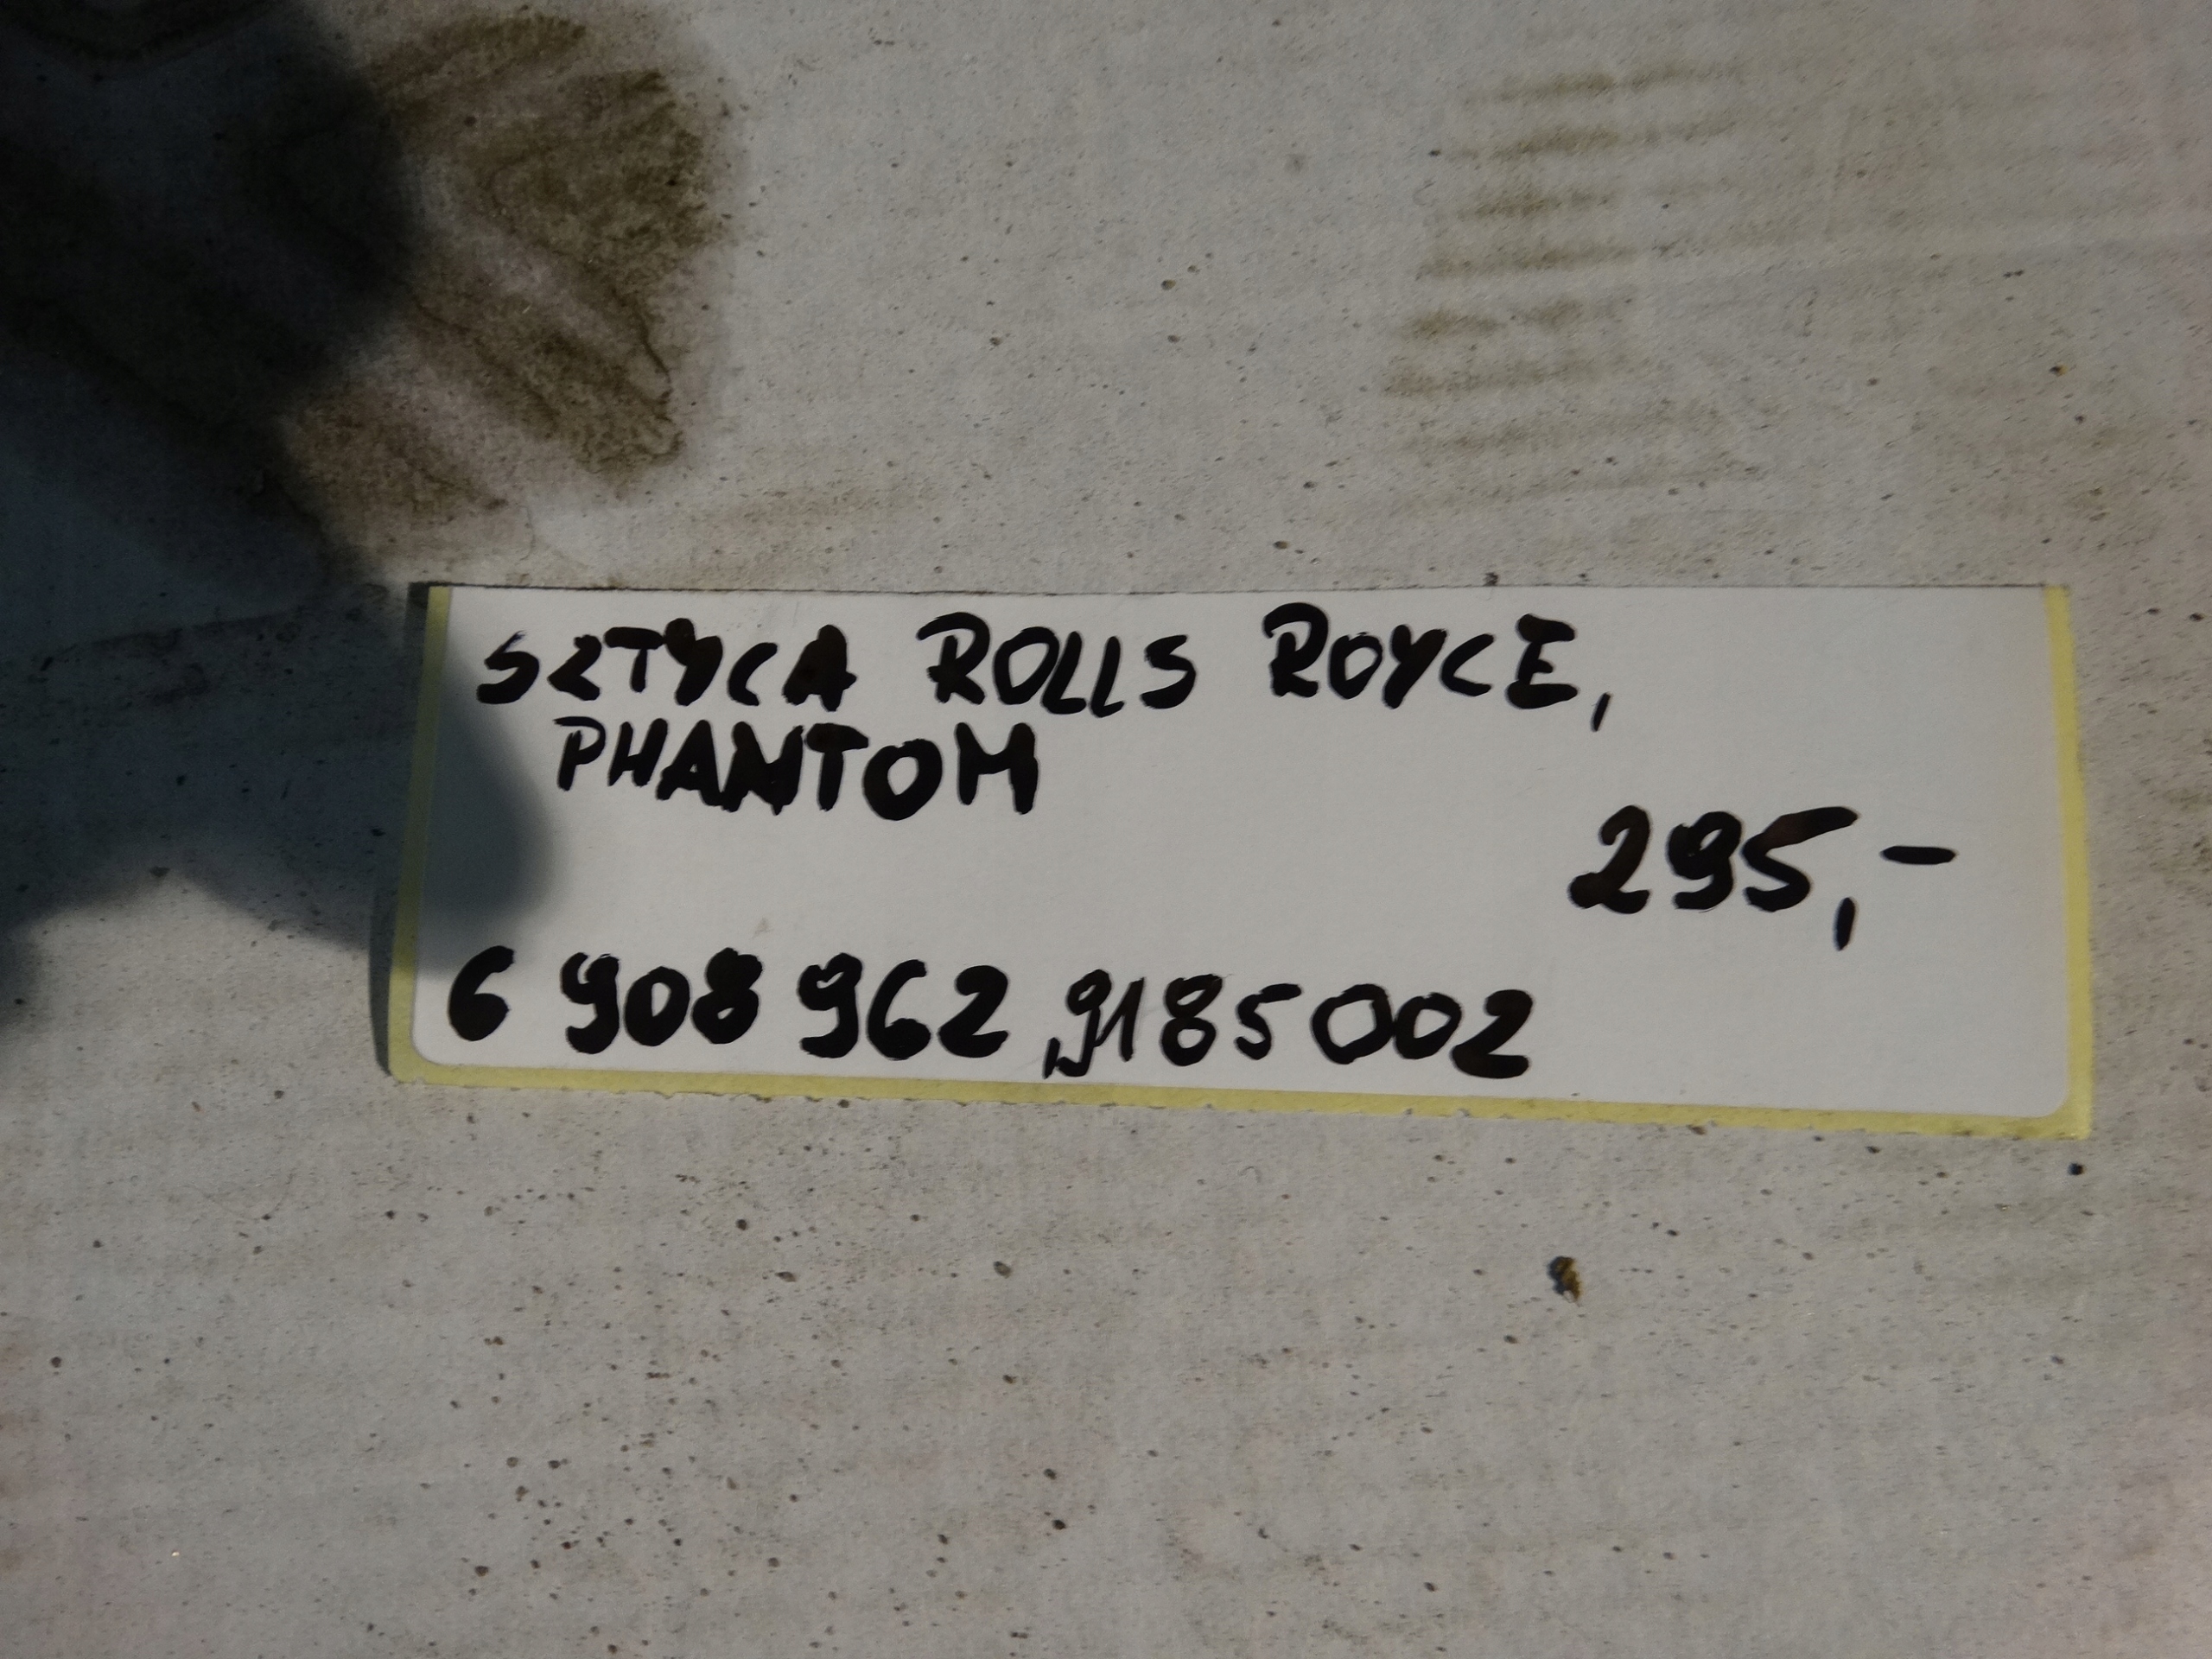 SZTYCA ROLLS ROYCE,
PHANTOM
295,-
6 908 962, 9185002